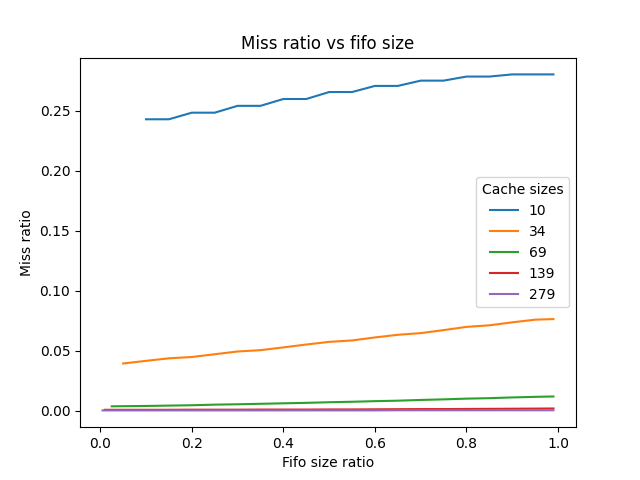 Miss ratio vs fifo size
Miss ratio
0.25
0.20
0.15
0.10
0.05
0.00
Cache sizes
10
34
69
139
279
0.0 0.2 0.4 0.6 0.8 1.0
Fifo size ratio